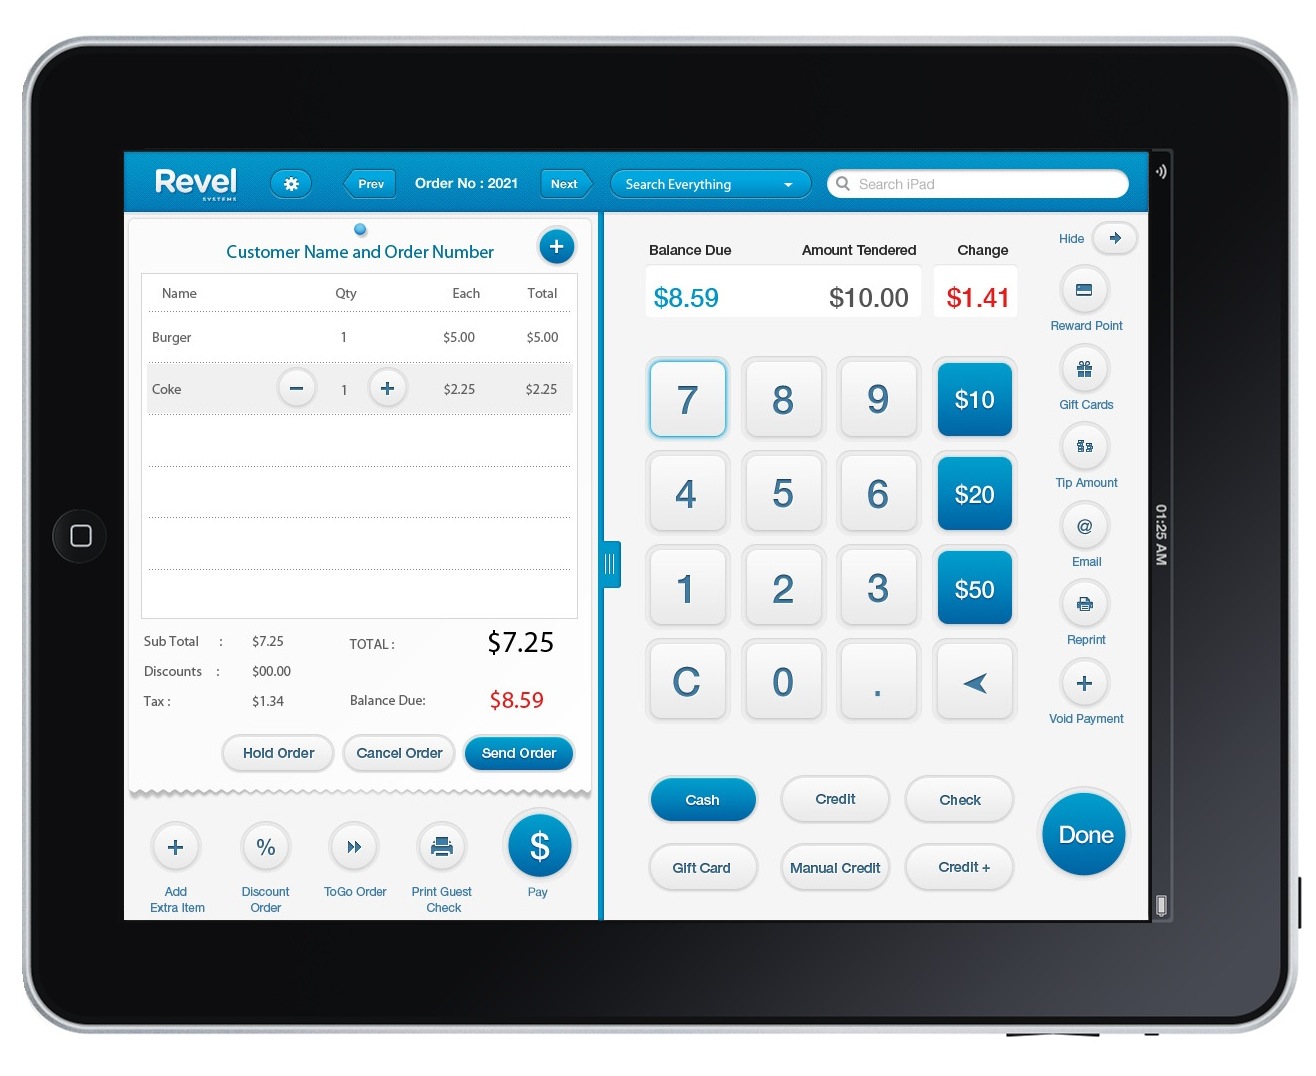 Revel
SYSTEMS
Prev
Order No : 2021
Next
Search Everything
Search iPad
Customer Name and Order Number
+
Name Qty Each Total
Burger 1 $5.00 $5.00
Coke − 1 + $2.25 $2.25
Sub Total : $7.25
Discounts : $00.00
Tax : $1.34
TOTAL : $7.25
Balance Due: $8.59
Hold Order
Cancel Order
Send Order
+
Add
Extra Item
%
Discount
Order
ToGo Order
Print Guest
Check
$
Pay
Balance Due Amount Tendered Change
$8.59 $10.00 $1.41
7 8 9 $10
4 5 6 $20
1 2 3 $50
C 0 .
Cash Credit Check
Gift Card Manual Credit Credit +
Hide
Reward Point
Gift Cards
Tip Amount
@
Email
Reprint
+
Void Payment
Done
01:25 AM